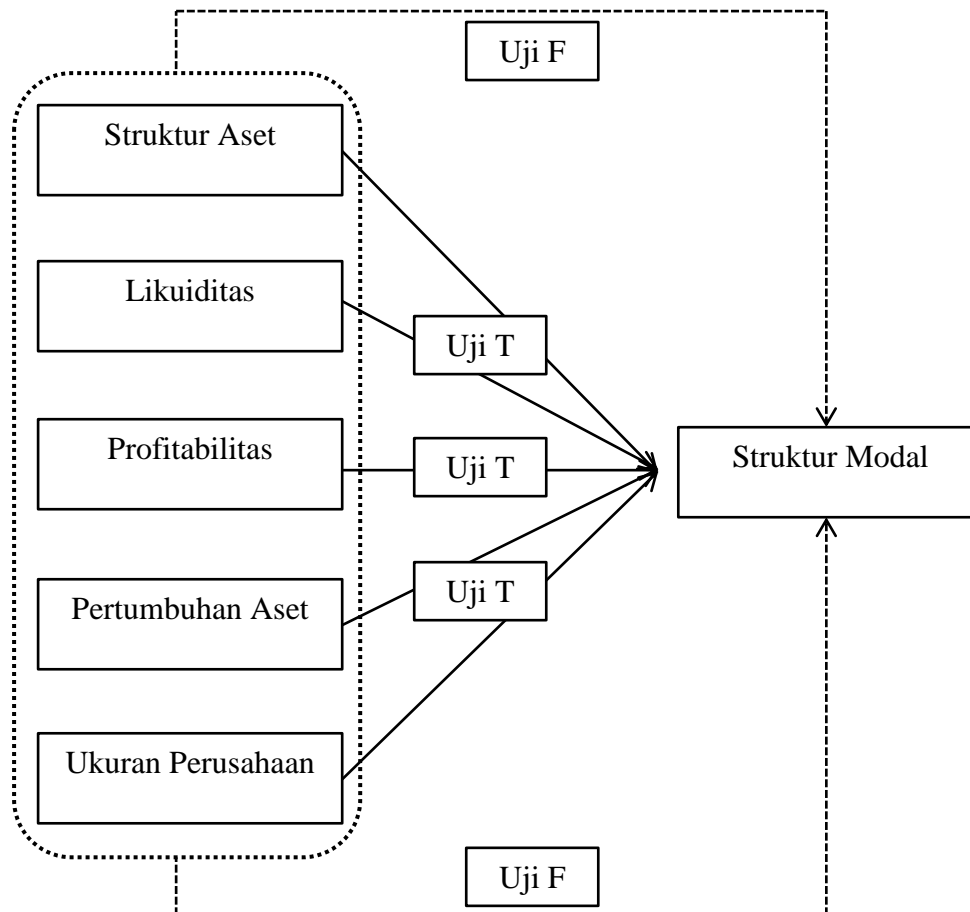 Uji F
Struktur Aset
Likuiditas
Uji T
Profitabilitas
Uji T
Struktur Modal
Pertumbuhan Aset
Uji T
Ukuran Perusahaan
Uji F